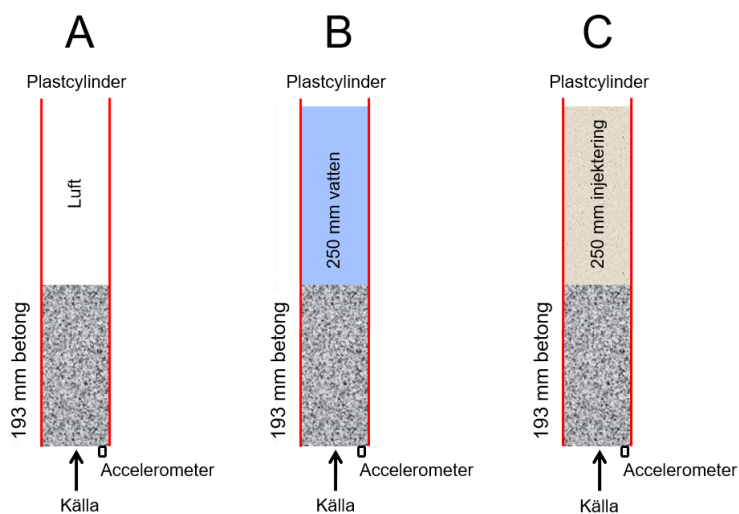 A
B
C
Plastcylinder
Plastcylinder
Plastcylinder
Luft
250 mm vatten
250 mm injektering
193 mm betong
193 mm betong
193 mm betong
Accelerometer
Accelerometer
Accelerometer
Källa
Källa
Källa